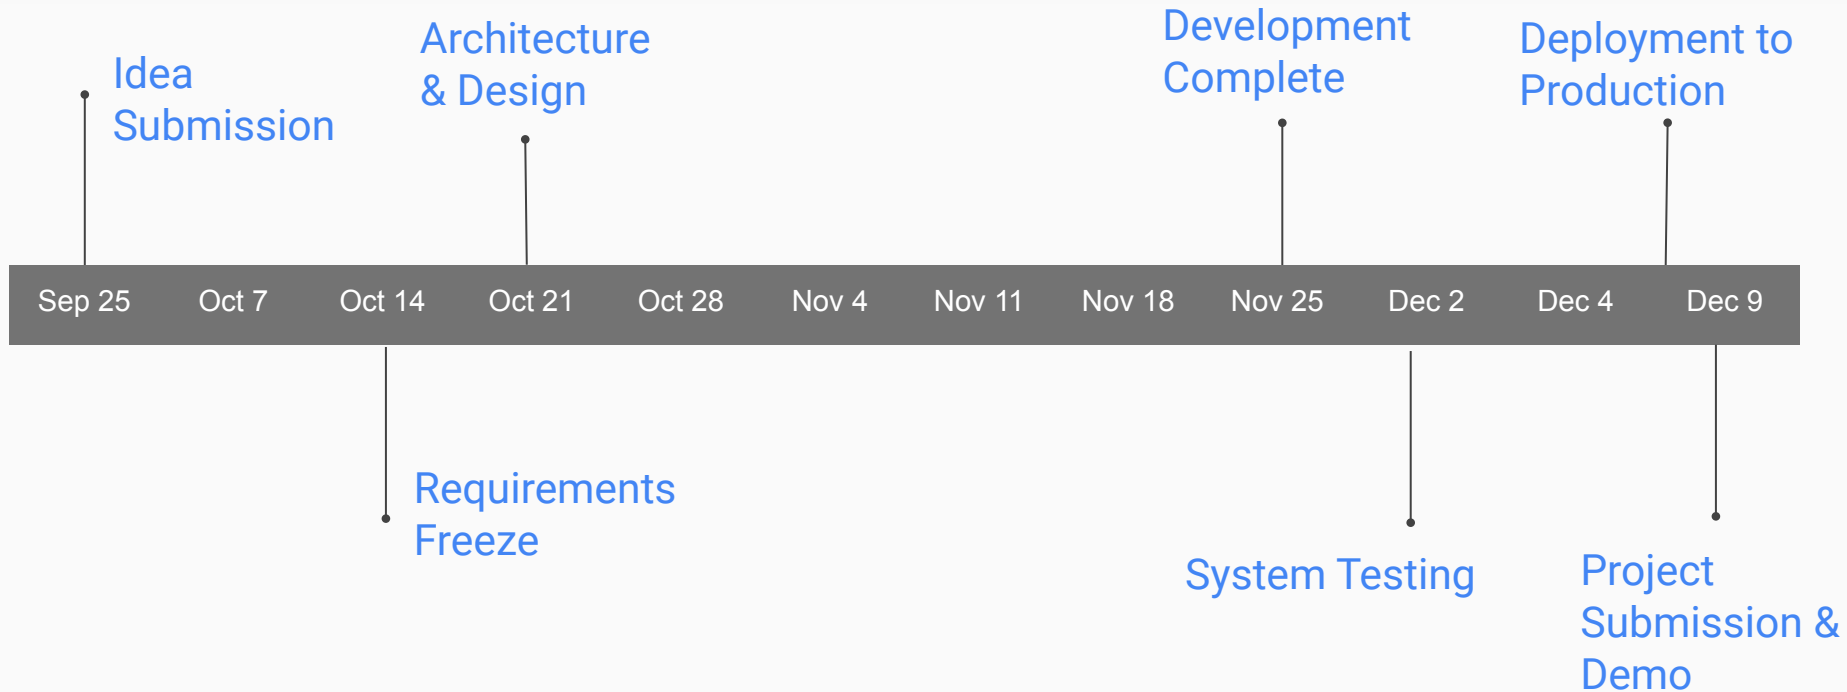 Idea
Submission
Architecture
& Design
Development
Complete
Deployment to
Production
Sep 25 Oct 7 Oct 14 Oct 21 Oct 28 Nov 4 Nov 11 Nov 18 Nov 25 Dec 2 Dec 4 Dec 9
Requirements
Freeze
System Testing
Project
Submission &
Demo